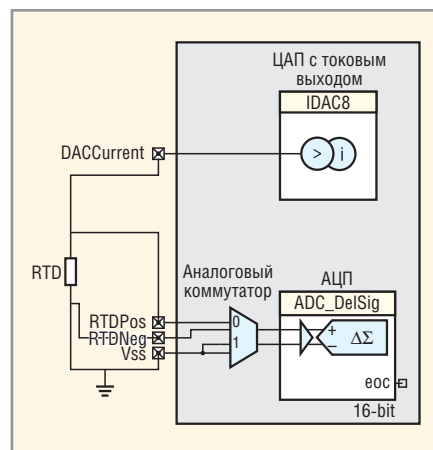 ЦАП с токовым
выходом
IDAC8
> i
DACCurrent
RTD
Аналоговый
коммутатор
АЦП
ADC_DelSig
RTDPos
RTDNeg
Vss
0
1
+
−
ΔΣ
eoc
16-bit